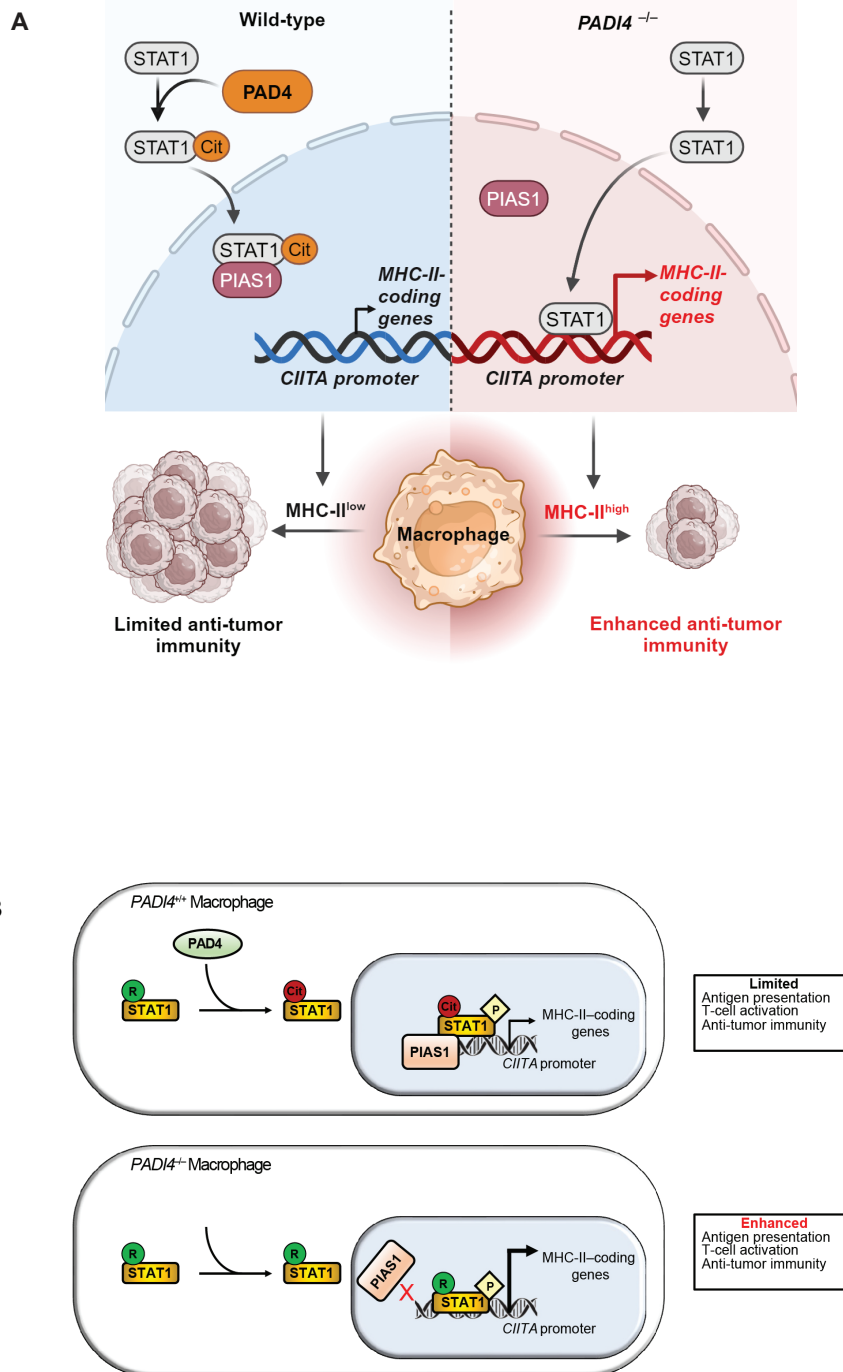 A
Wild-type
PADI4 –/–
STAT1
PAD4
STAT1
STAT1
Cit
STAT1
PIAS1
STAT1
Cit
PIAS1
MHC-II-
coding
genes
MHC-II-
coding
genes
STAT1
CIITA promoter
CIITA promoter
MHC-IIlow
MHC-IIhigh
Macrophage
Limited anti-tumor
immunity
Enhanced anti-tumor
immunity
PADI4+/+ Macrophage
PAD4
R
STAT1
Cit
STAT1
Cit
P
STAT1
PIAS1
MHC-II–coding
genes
CIITA promoter
Limited
Antigen presentation
T-cell activation
Anti-tumor immunity
PADI4–/– Macrophage
R
STAT1
R
STAT1
PIAS1
X
R
P
STAT1
MHC-II–coding
genes
CIITA promoter
Enhanced
Antigen presentation
T-cell activation
Anti-tumor immunity